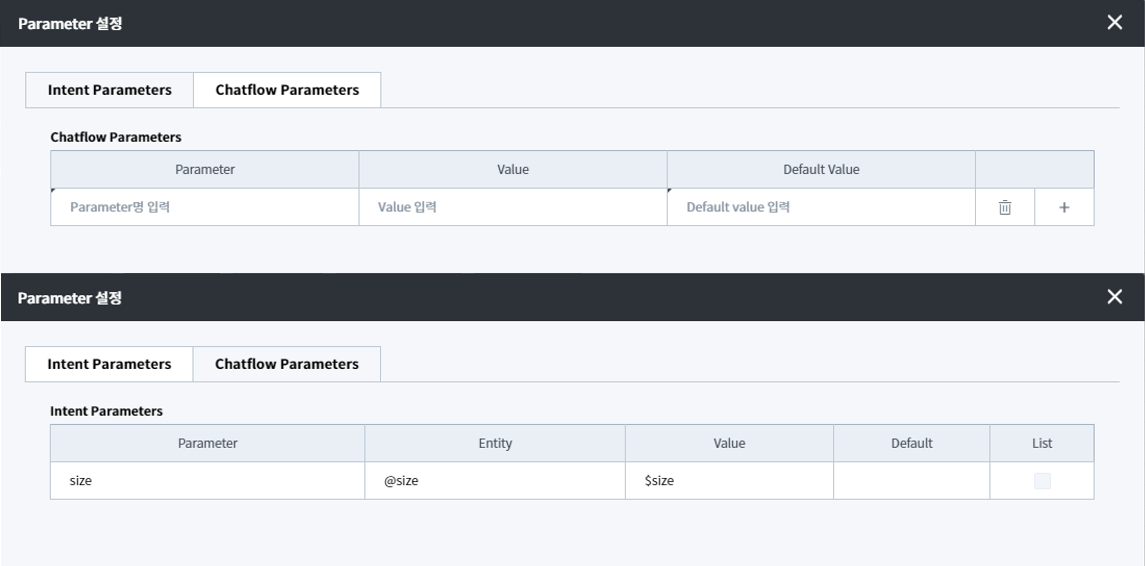 Parameter 설정
Intent Parameters Chatflow Parameters
Chatflow Parameters
Parameter Value Default Value
Parameter명 입력 Value 입력 Default value 입력
Parameter 설정
Intent Parameters Chatflow Parameters
Intent Parameters
Parameter Entity Value Default List
size @size $size